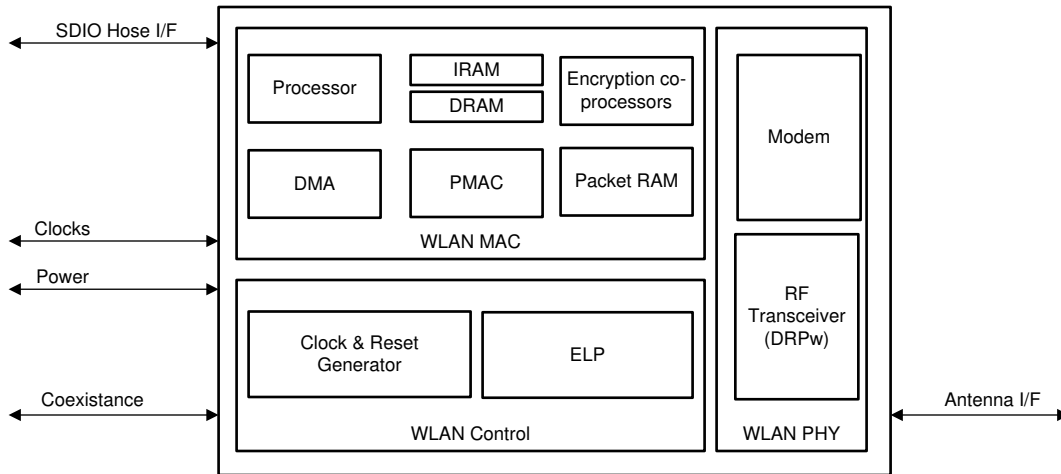 SDIO Hose I/F
Processor
IRAM
DRAM
Encryption co-
processors
DMA
PMAC
Packet RAM
WLAN MAC
Modem
Clocks
Power
RF
Transceiver
(DRPw)
Clock & Reset
Generator
ELP
Coexistance
WLAN Control
WLAN PHY
Antenna I/F